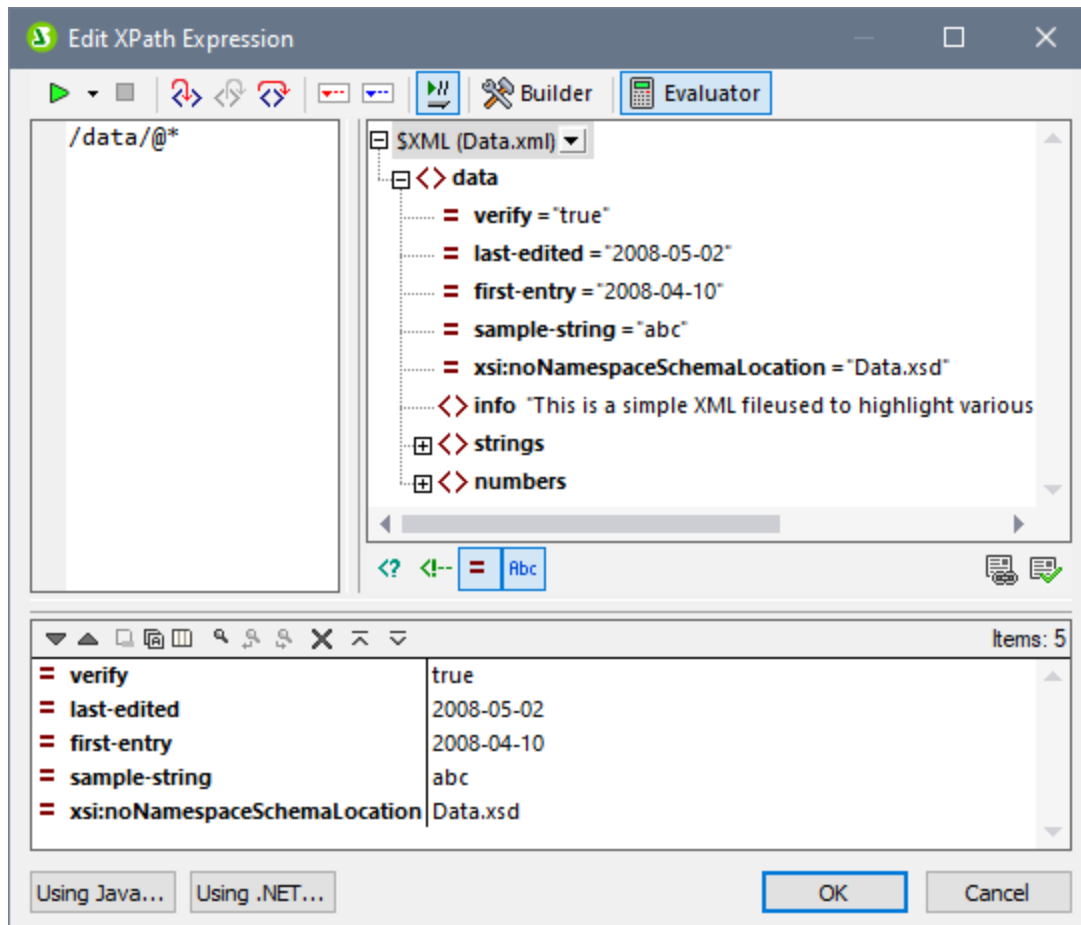 Edit XPath Expression
Builder
Evaluator
/data/@*
$XML (Data.xml)
<> data
= verify ="true"
= last-edited ="2008-05-02"
= first-entry ="2008-04-10"
= sample-string ="abc"
= xsi:noNamespaceSchemaLocation ="Data.xsd"
<> info "This is a simple XML fileused to highlight various
<> strings
<> numbers
<? <!-- = Abc
Items: 5
= verify true
= last-edited 2008-05-02
= first-entry 2008-04-10
= sample-string abc
= xsi:noNamespaceSchemaLocation Data.xsd
Using Java... Using .NET... OK Cancel